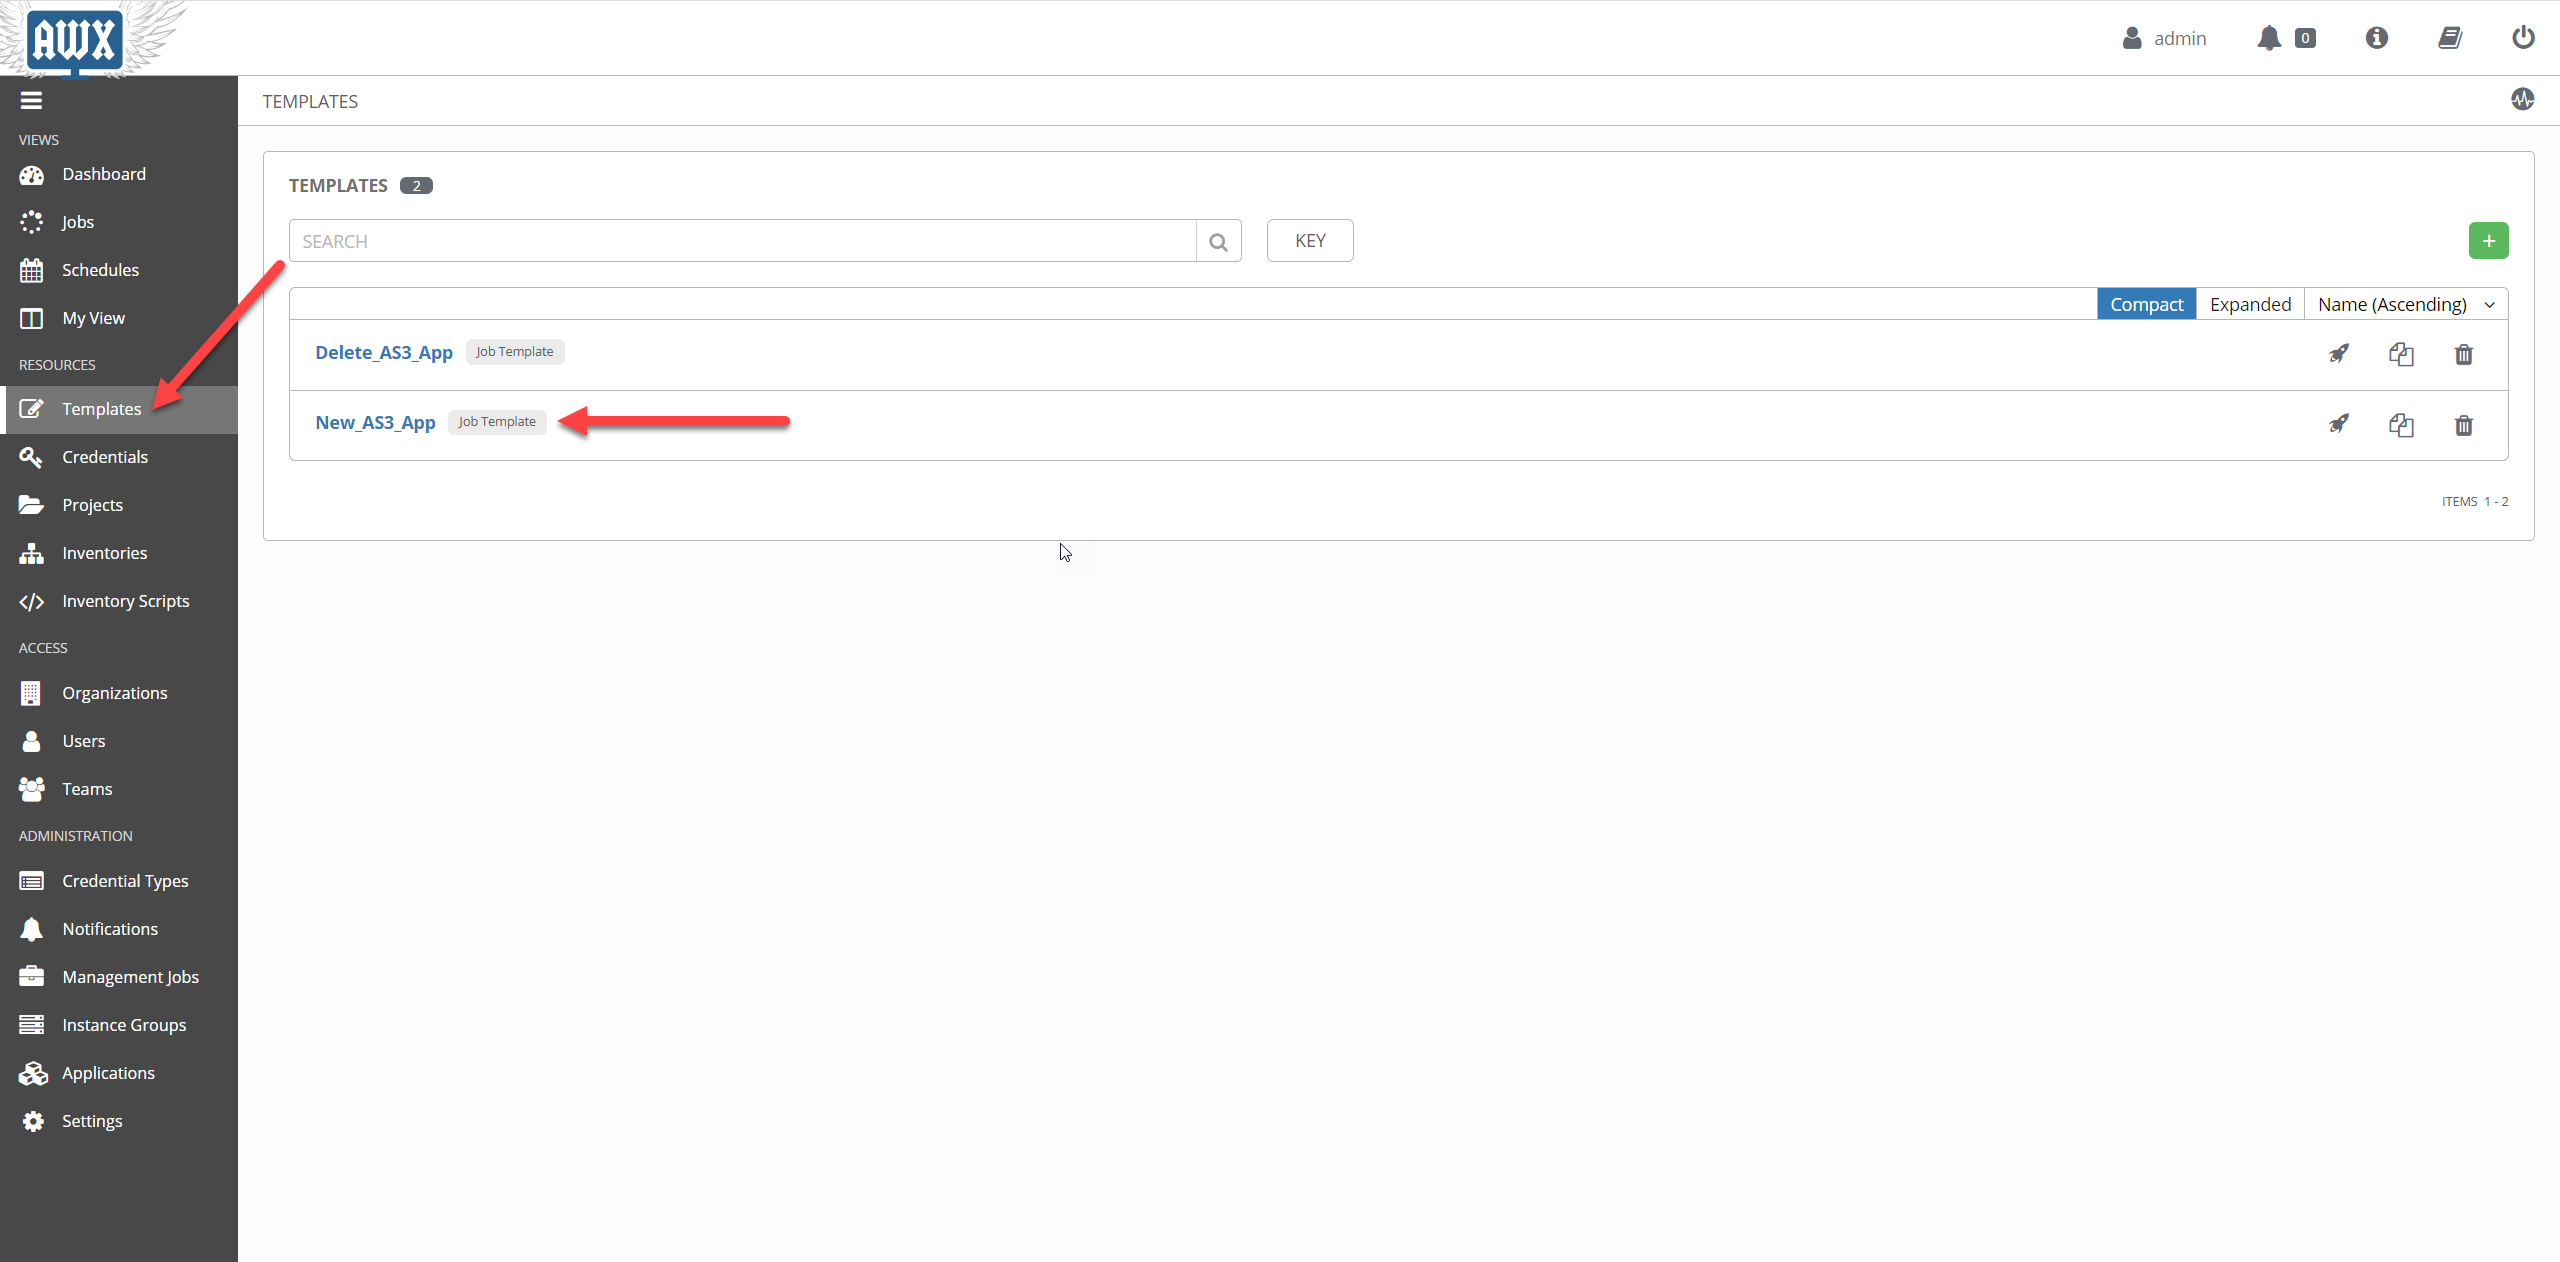 AWX
admin
0
TEMPLATES
VIEWS
Dashboard
Jobs
Schedules
My View
RESOURCES
Templates
Credentials
Projects
Inventories
Inventory Scripts
ACCESS
Organizations
Users
Teams
ADMINISTRATION
Credential Types
Notifications
Management Jobs
Instance Groups
Applications
Settings
TEMPLATES 2
SEARCH
KEY
+
Compact Expanded Name (Ascending)
Delete_AS3_App Job Template
New_AS3_App Job Template
ITEMS 1 - 2